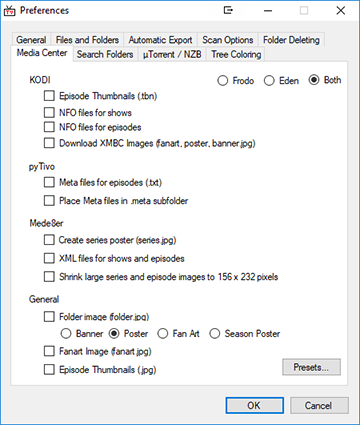 Preferences
General Files and Folders Automatic Export Scan Options Folder Deleting
Media Center Search Folders µTorrent / NZB Tree Coloring
KODI Frodo Eden Both
Episode Thumbnails (.tbn)
NFO files for shows
NFO files for episodes
Download XMBC Images (fanart, poster, banner.jpg)
pyTivo
Meta files for episodes (.txt)
Place Meta files in .meta subfolder
Mede8er
Create series poster (series.jpg)
XML files for shows and episodes
Shrink large series and episode images to 156 x 232 pixels
General
Folder image (folder.jpg)
Banner Poster Fan Art Season Poster
Fanart Image (fanart.jpg)
Episode Thumbnails (.jpg)
Presets...
OK Cancel